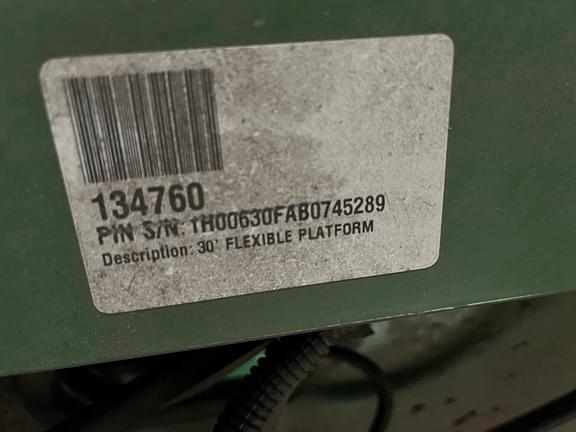 134760
PIN S/N: 1H00630FAB0745289
Description: 30' FLEXIBLE PLATFORM